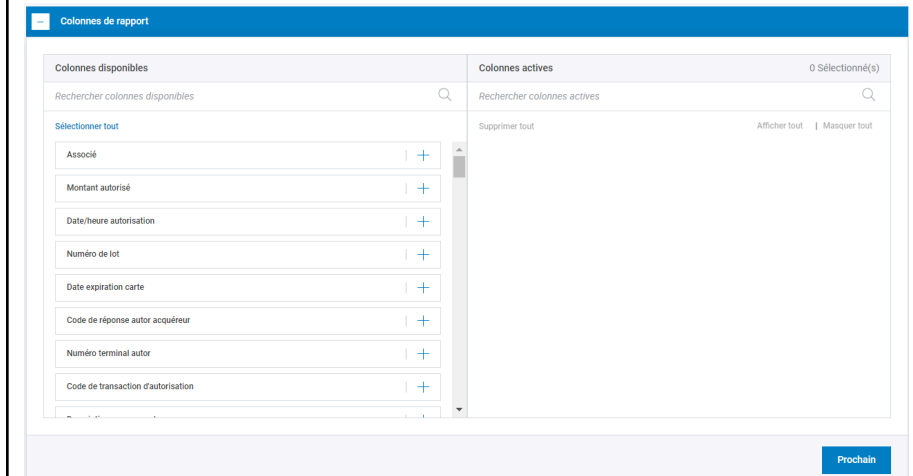 Colonnes de rapport
Colonnes disponibles
Colonnes actives
0 Sélectionné(s)
Rechercher colonnes disponibles
Rechercher colonnes actives
Sélectionner tout
Supprimer tout
Afficher tout | Masquer tout
Associé
Montant autorisé
Date/heure autorisation
Numéro de lot
Date expiration carte
Code de réponse autor acquéreur
Numéro terminal autor
Code de transaction d'autorisation
Prochain